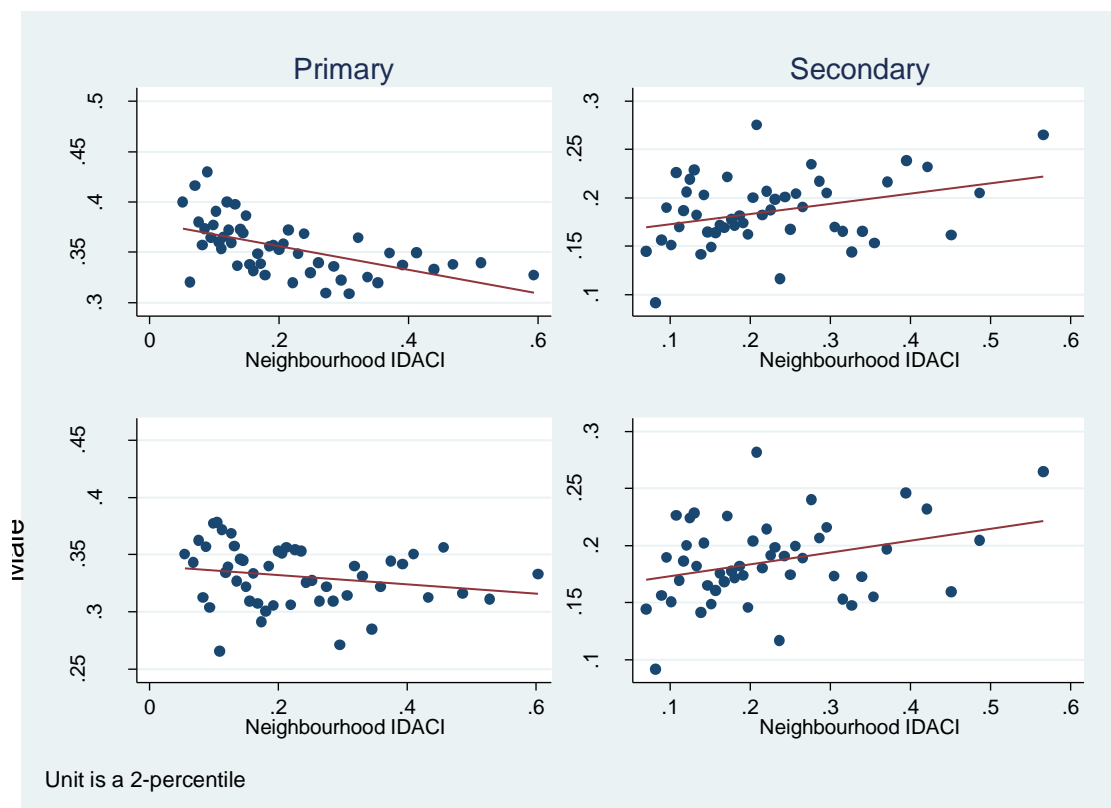 Primary
Secondary
.5
.45
.4
.35
.3
0 .2 .4 .6
Neighbourhood IDACI
.3
.25
.2
.15
.1
.1 .2 .3 .4 .5 .6
Neighbourhood IDACI
.45
.4
.35
.3
.25
0 .2 .4 .6
Neighbourhood IDACI
.3
.25
.2
.15
.1
.1 .2 .3 .4 .5 .6
Neighbourhood IDACI
Unit is a 2-percentile